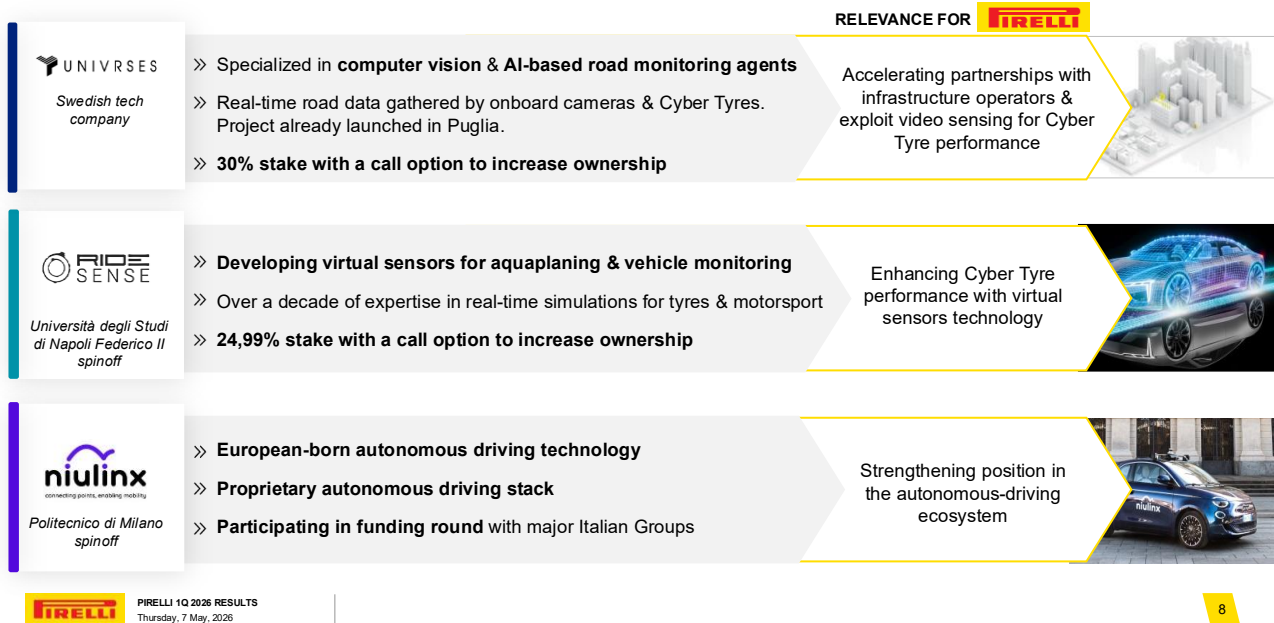 RELEVANCE FOR PIRELLI
UNIVRSES
Swedish tech
company
Specialized in computer vision & AI-based road monitoring agents
Real-time road data gathered by onboard cameras & Cyber Tyres.
Project already launched in Puglia.
30% stake with a call option to increase ownership
Accelerating partnerships with
infrastructure operators &
exploit video sensing for Cyber
Tyre performance
RIDE
SENSE
Università degli Studi
di Napoli Federico II
spinoff
Developing virtual sensors for aquaplaning & vehicle monitoring
Over a decade of expertise in real-time simulations for tyres & motorsport
24,99% stake with a call option to increase ownership
Enhancing Cyber Tyre
performance with virtual
sensors technology
niulinx
connecting points, enabling mobility
Politecnico di Milano
spinoff
European-born autonomous driving technology
Proprietary autonomous driving stack
Participating in funding round with major Italian Groups
Strengthening position in
the autonomous-driving
ecosystem
niulinx
PIRELLI
PIRELLI 1Q 2026 RESULTS
Thursday, 7 May, 2026
8